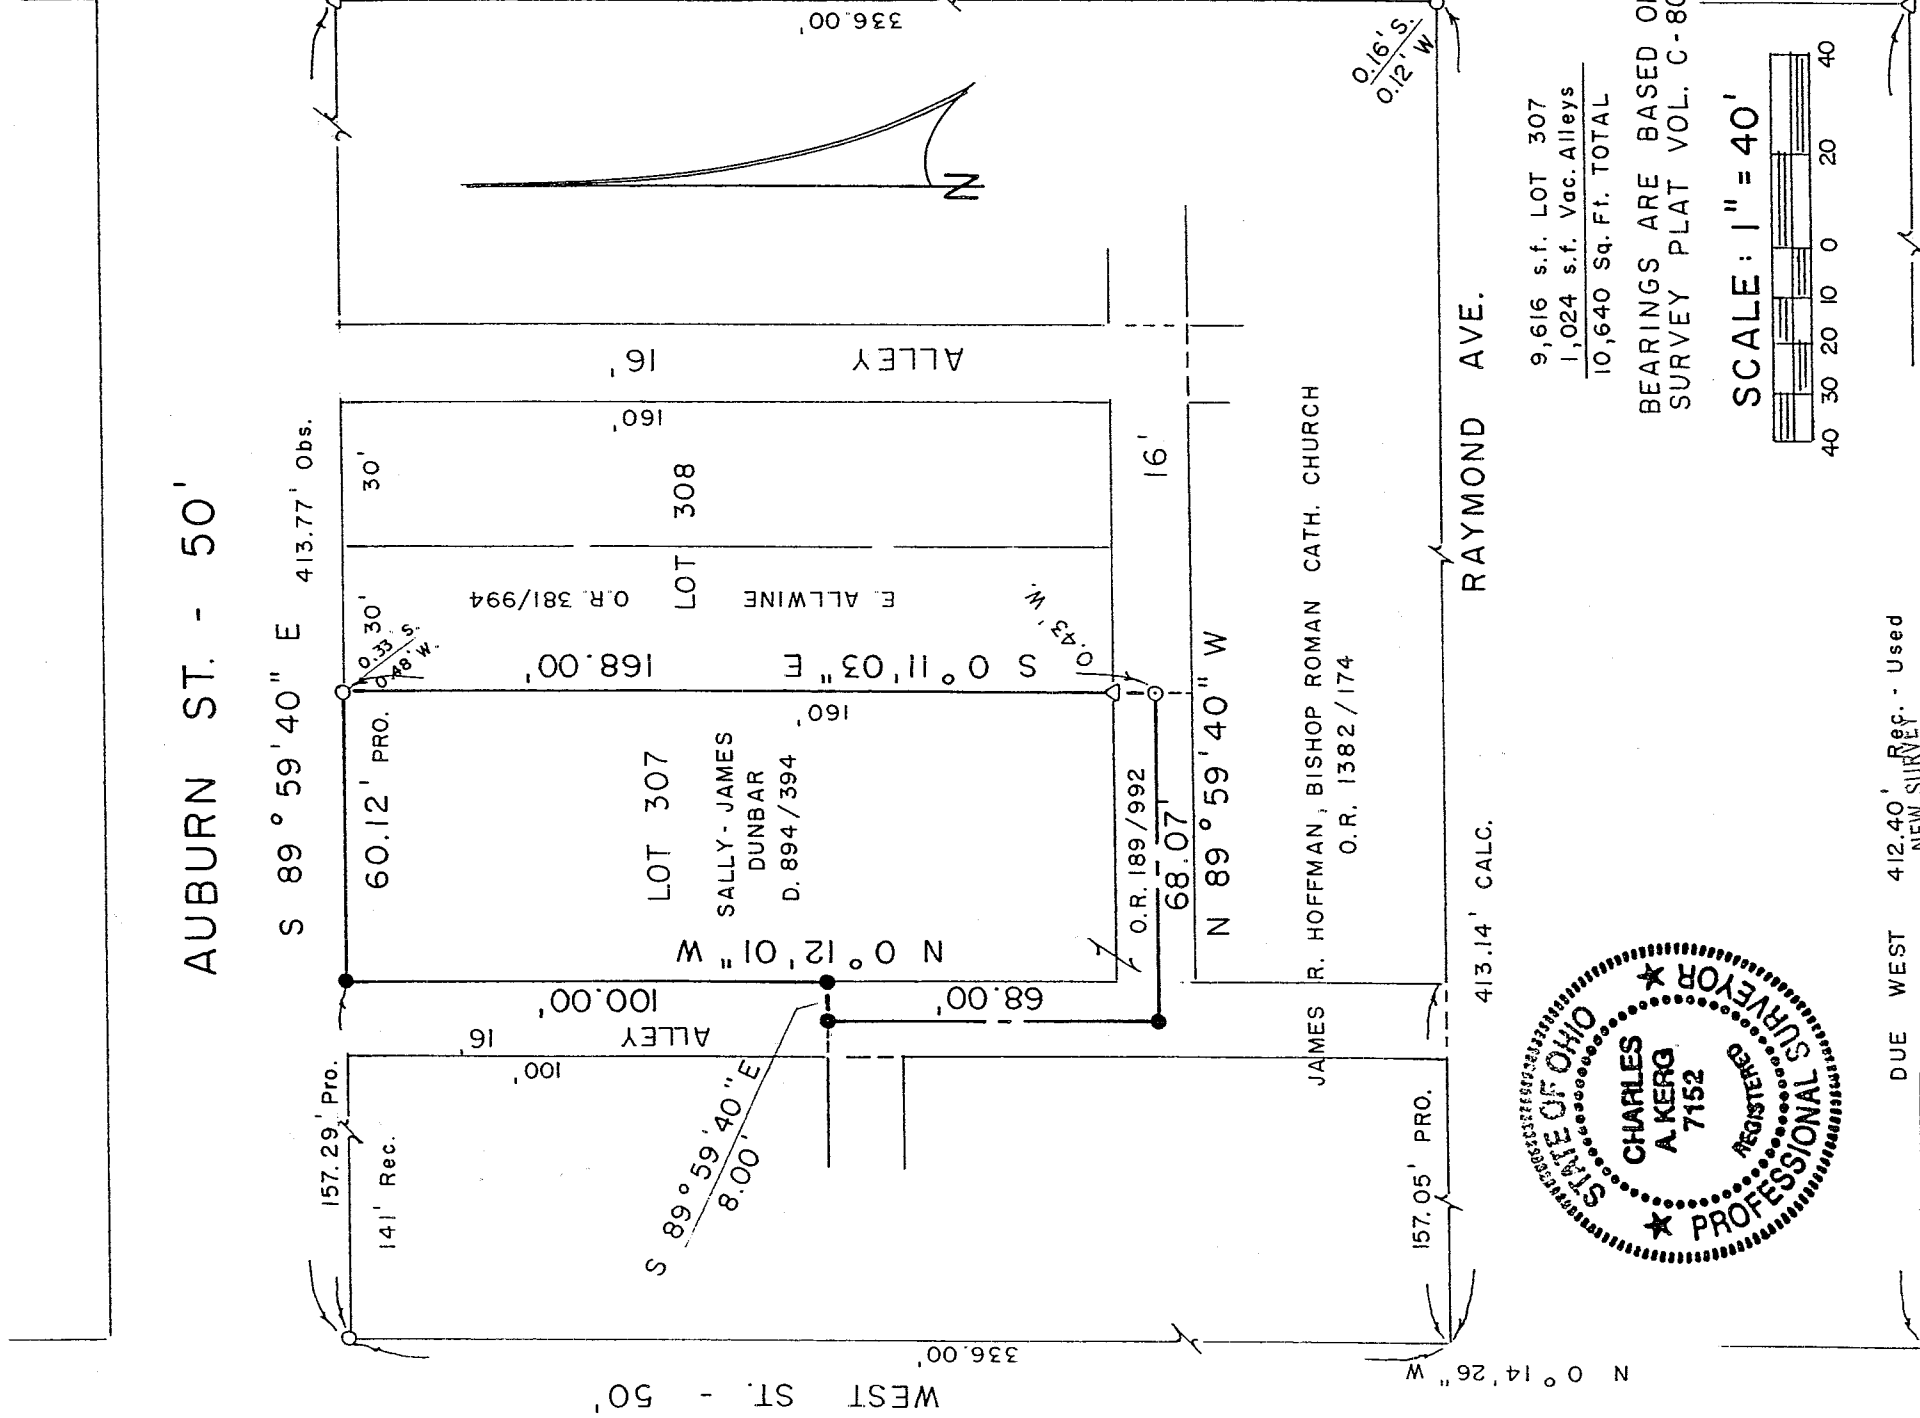 AUBURN ST. - 50'
S 89°59'40" E
413.77' Obs.
157.29' Pro.
141' Rec.
60.12' PRO.
30'
30'
0.33' S.
0.48' W.
336.00'
N
16'
ALLEY
160'
LOT 308
E. ALLWINE
O.R. 381/994
S 0°11'03" E 168.00'
160'
0.43' W.
LOT 307
SALLY-JAMES
DUNBAR
D. 894/394
N 0°12'01" W
100.00'
68.00'
ALLEY
16'
100'
S 89°59'40" E
8.00'
O.R. 189/992
68.07'
N 89°59'40" W
16'
JAMES R. HOFFMAN, BISHOP ROMAN CATH. CHURCH
O.R. 1382/174
0.16' S.
0.12' W
RAYMOND AVE.
413.14' CALC.
157.05' PRO.
336.00'
WEST ST. - 50'
N 0°14'26" W
9,616 s.f. LOT 307
1,024 s.f. Vac. Alleys
10,640 Sq. Ft. TOTAL
BEARINGS ARE BASED
SURVEY PLAT VOL. C-80
SCALE: 1" = 40'
40 30 20 10 0 20 40
STATE OF OHIO
CHARLES
A. KERG
7152
REGISTERED
PROFESSIONAL SURVEYOR
DUE WEST 412.40' Rec. - Used
NEW SURVEY